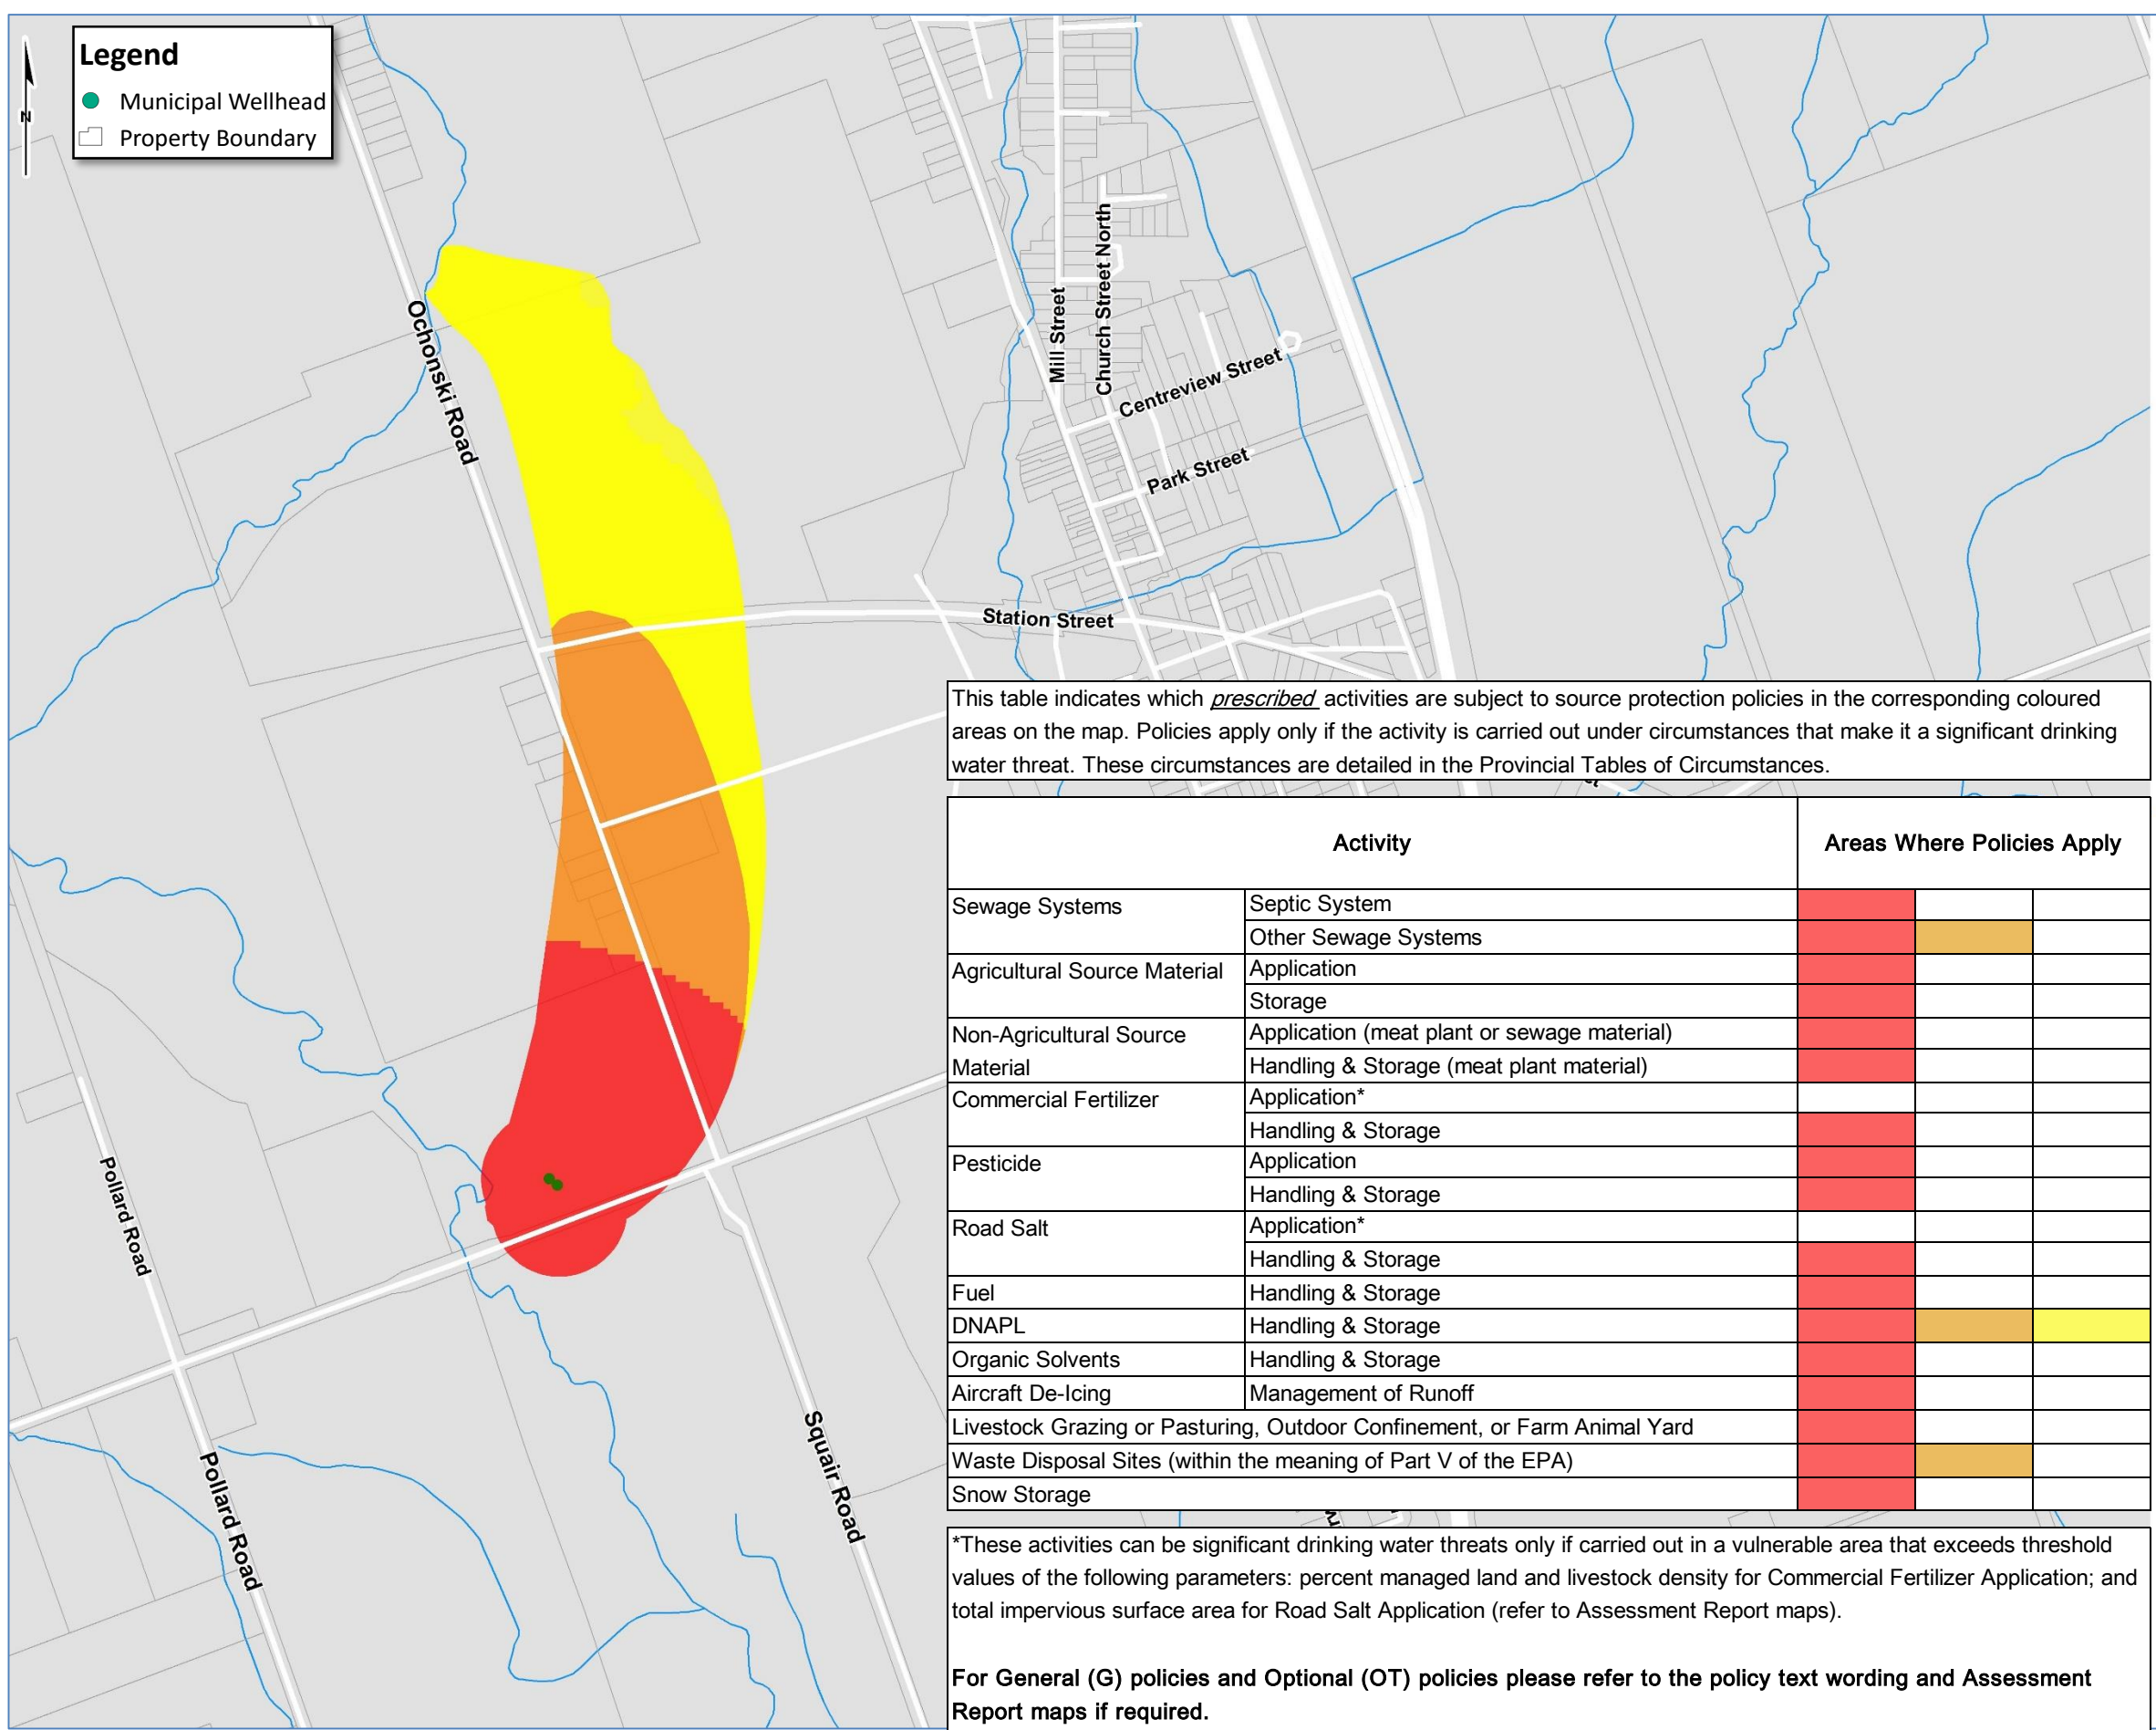 Legend
N
Municipal Wellhead
Property Boundary
Ochonski Road
Mill Street
Church Street North
Centreview Street
Park Street
Station Street
Pollard Road
Pollard Road
Squair Road
This table indicates which prescribed activities are subject to source protection policies in the corresponding coloured
areas on the map. Policies apply only if the activity is carried out under circumstances that make it a significant drinking
water threat. These circumstances are detailed in the Provincial Tables of Circumstances.
Activity Areas Where Policies Apply
Sewage Systems Septic System
Other Sewage Systems
Agricultural Source Material Application
Storage
Non-Agricultural Source Application (meat plant or sewage material)
Material Handling & Storage (meat plant material)
Commercial Fertilizer Application*
Handling & Storage
Pesticide Application
Handling & Storage
Road Salt Application*
Handling & Storage
Fuel Handling & Storage
DNAPL Handling & Storage
Organic Solvents Handling & Storage
Aircraft De-Icing Management of Runoff
Livestock Grazing or Pasturing, Outdoor Confinement, or Farm Animal Yard
Waste Disposal Sites (within the meaning of Part V of the EPA)
Snow Storage
*These activities can be significant drinking water threats only if carried out in a vulnerable area that exceeds threshold
values of the following parameters: percent managed land and livestock density for Commercial Fertilizer Application; and
total impervious surface area for Road Salt Application (refer to Assessment Report maps).
For General (G) policies and Optional (OT) policies please refer to the policy text wording and Assessment
Report maps if required.